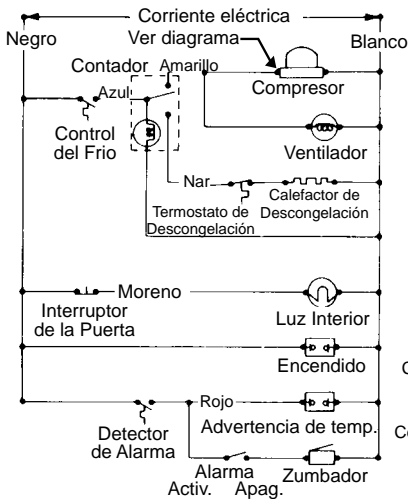 Corriente eléctrica
Negro
Ver diagrama
Blanco
Contador
Amarillo
Compresor
Azul
Control
del Frio
Ventilador
Nar
Termostato de
Descongelación
Calefactor de
Descongelación
Moreno
Interruptor
de la Puerta
Luz Interior
Encendido
C
Rojo
Detector
de Alarma
Advertencia de temp.
Co
Alarma
Activ. Apag.
Zumbador